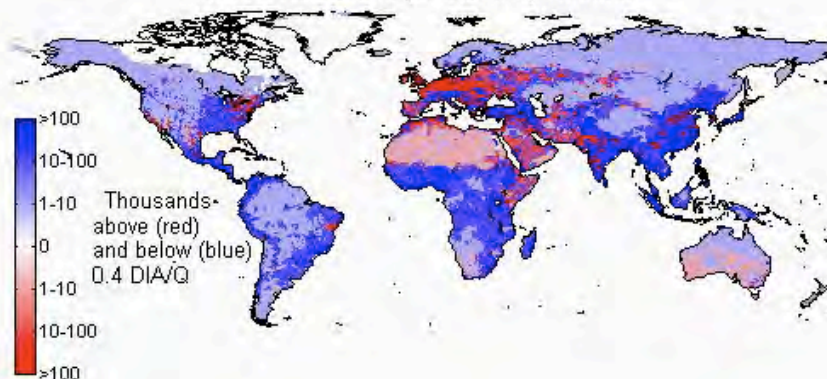 >100
10-100
1-10
0
1-10
10-100
>100
Thousands
above (red)
and below (blue)
0.4 DIA/Q